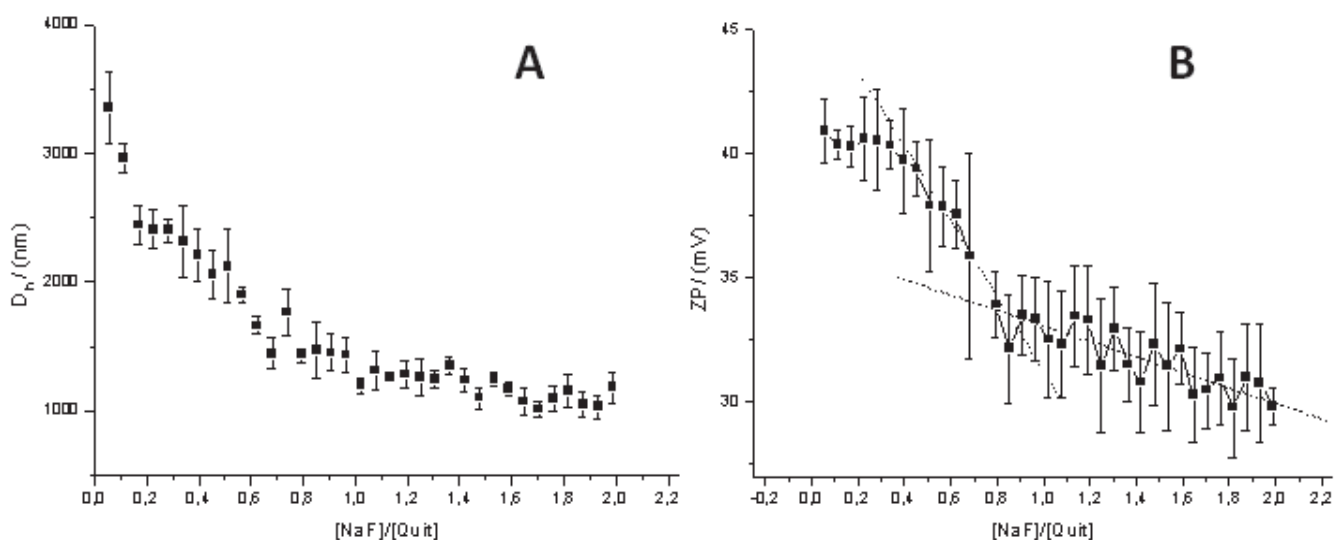 A
4000
3000
2000
1000
D_h / (nm)
0,0 0,2 0,4 0,6 0,8 1,0 1,2 1,4 1,6 1,8 2,0 2,2
[NaF]/[Quit]
B
45
40
35
30
ZP/ (mV)
-0,2 0,0 0,2 0,4 0,6 0,8 1,0 1,2 1,4 1,6 1,8 2,0 2,2
[NaF]/[Quit]